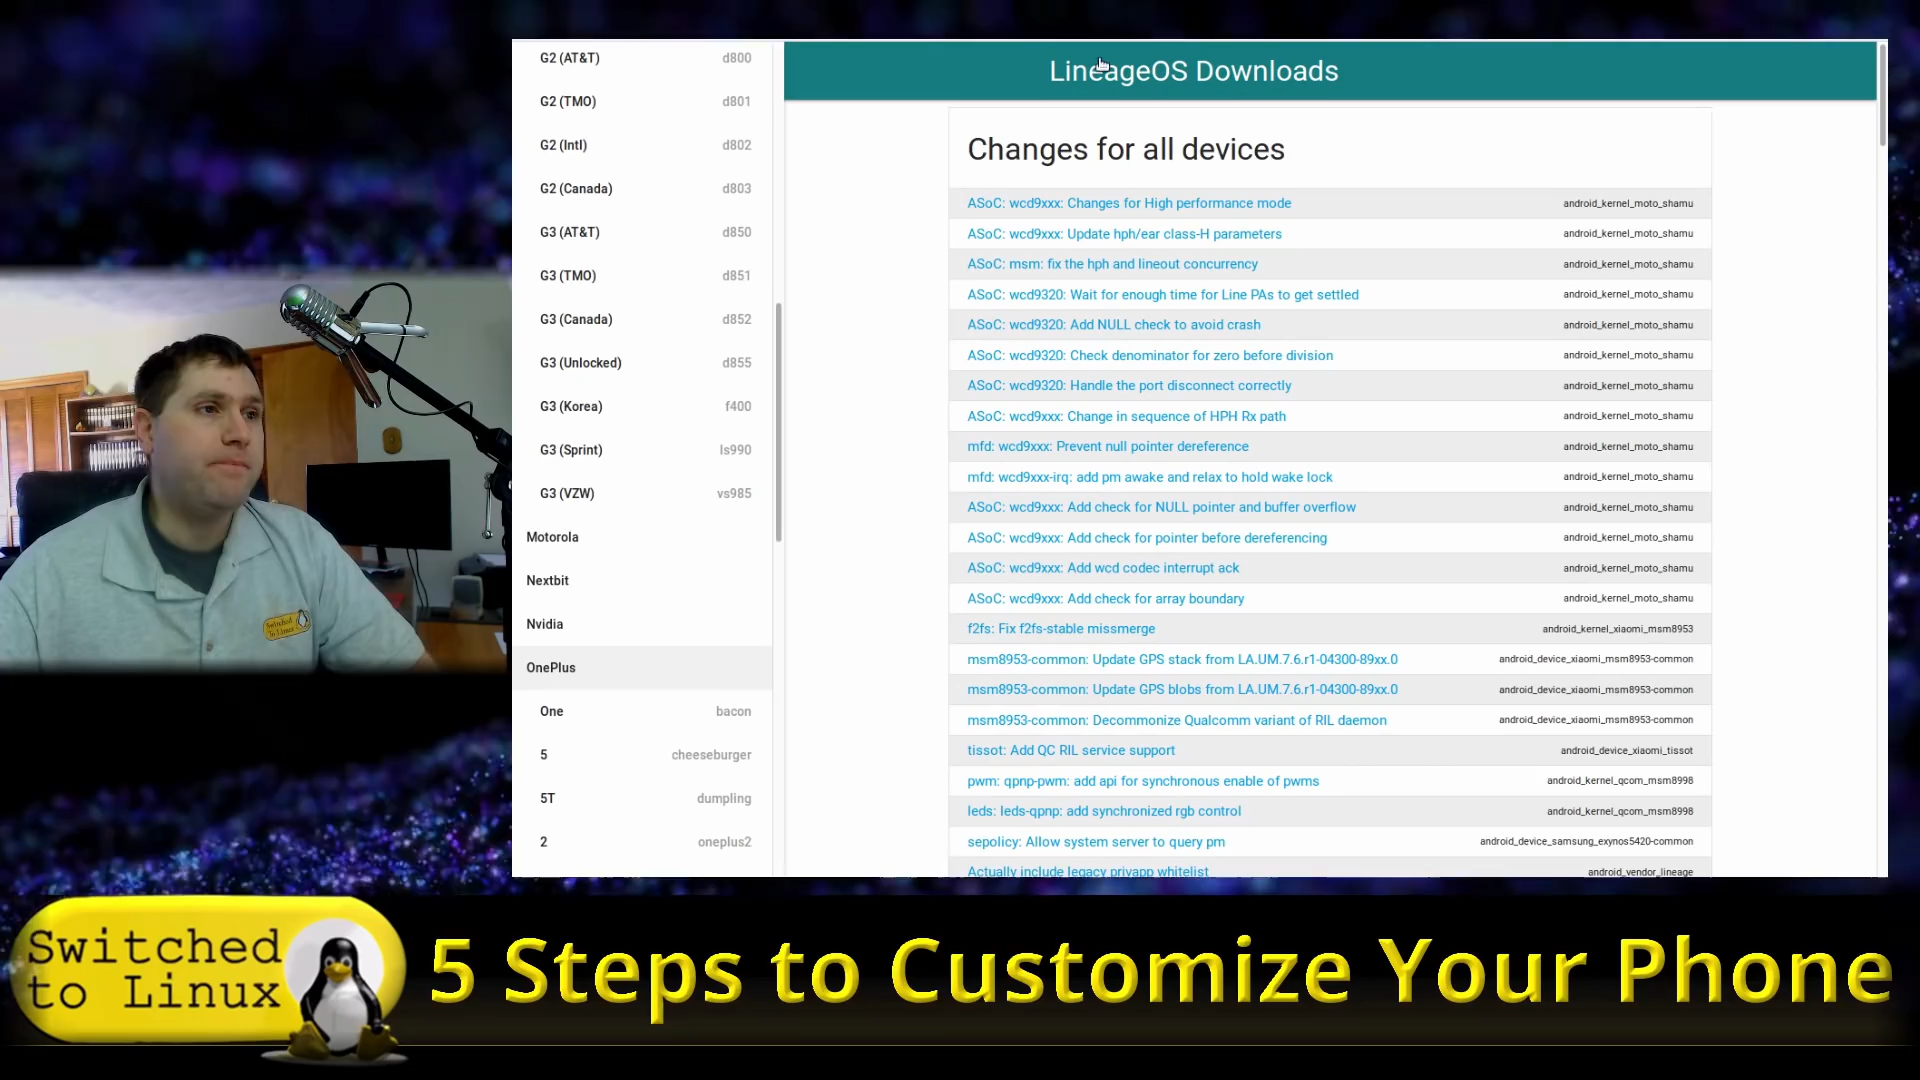 G2 (AT&T) d800
G2 (TMO) d801
G2 (Intl) d802
G2 (Canada) d803
G3 (AT&T) d850
G3 (TMO) d851
G3 (Canada) d852
G3 (Unlocked) d855
G3 (Korea) f400
G3 (Sprint) ls990
G3 (VZW) vs985
Motorola
Nextbit
Nvidia
OnePlus
One bacon
5 cheeseburger
5T dumpling
2 oneplus2
LineageOS Downloads
Changes for all devices
ASoC: wcd9xxx: Changes for High performance mode android_kernel_moto_shamu
ASoC: wcd9xxx: Update hph/ear class-H parameters android_kernel_moto_shamu
ASoC: msm: fix the hph and lineout concurrency android_kernel_moto_shamu
ASoC: wcd9320: Wait for enough time for Line PAs to get settled android_kernel_moto_shamu
ASoC: wcd9320: Add NULL check to avoid crash android_kernel_moto_shamu
ASoC: wcd9320: Check denominator for zero before division android_kernel_moto_shamu
ASoC: wcd9320: Handle the port disconnect correctly android_kernel_moto_shamu
ASoC: wcd9xxx: Change in sequence of HPH Rx path android_kernel_moto_shamu
mfd: wcd9xxx: Prevent null pointer dereference android_kernel_moto_shamu
mfd: wcd9xxx-irq: add pm awake and relax to hold wake lock android_kernel_moto_shamu
ASoC: wcd9xxx: Add check for NULL pointer and buffer overflow android_kernel_moto_shamu
ASoC: wcd9xxx: Add check for pointer before dereferencing android_kernel_moto_shamu
ASoC: wcd9xxx: Add wcd codec interrupt ack android_kernel_moto_shamu
ASoC: wcd9xxx: Add check for array boundary android_kernel_moto_shamu
f2fs: Fix f2fs-stable missmerge android_kernel_xiaomi_msm8953
msm8953-common: Update GPS stack from LA.UM.7.6.r1-04300-89xx.0 android_device_xiaomi_msm8953-common
msm8953-common: Update GPS blobs from LA.UM.7.6.r1-04300-89xx.0 android_device_xiaomi_msm8953-common
msm8953-common: Decommonize Qualcomm variant of RIL daemon android_device_xiaomi_msm8953-common
tissot: Add QC RIL service support android_device_xiaomi_tissot
pwm: qpnp-pwm: add api for synchronous enable of pwms android_kernel_qcom_msm8998
leds: leds-qpnp: add synchronized rgb control android_kernel_qcom_msm8998
sepolicy: Allow system server to query pm android_device_samsung_exynos5420-common
Actually include legacy privapp whitelist android_vendor_lineage
Switched
To Linux
Switched
to Linux
5 Steps to Customize Your Phone